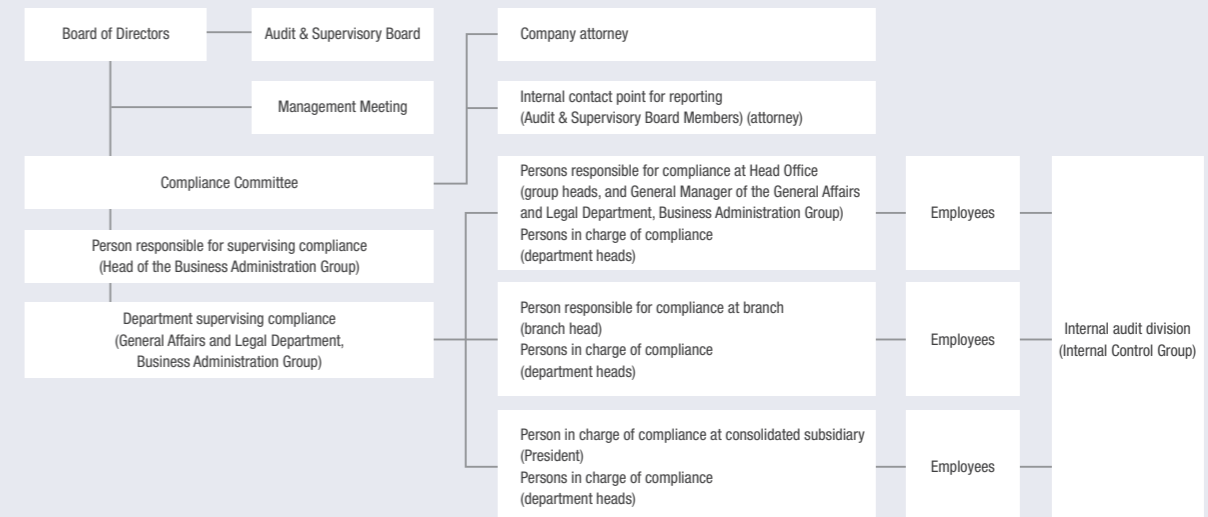 Board of Directors
Audit & Supervisory Board
Management Meeting
Compliance Committee
Person responsible for supervising compliance
(Head of the Business Administration Group)
Department supervising compliance
(General Affairs and Legal Department,
Business Administration Group)
Company attorney
Internal contact point for reporting
(Audit & Supervisory Board Members) (attorney)
Persons responsible for compliance at Head Office
(group heads, and General Manager of the General Affairs
and Legal Department, Business Administration Group)
Persons in charge of compliance
(department heads)
Employees
Person responsible for compliance at branch
(branch head)
Persons in charge of compliance
(department heads)
Employees
Person in charge of compliance at consolidated subsidiary
(President)
Persons in charge of compliance
(department heads)
Employees
Internal audit division
(Internal Control Group)